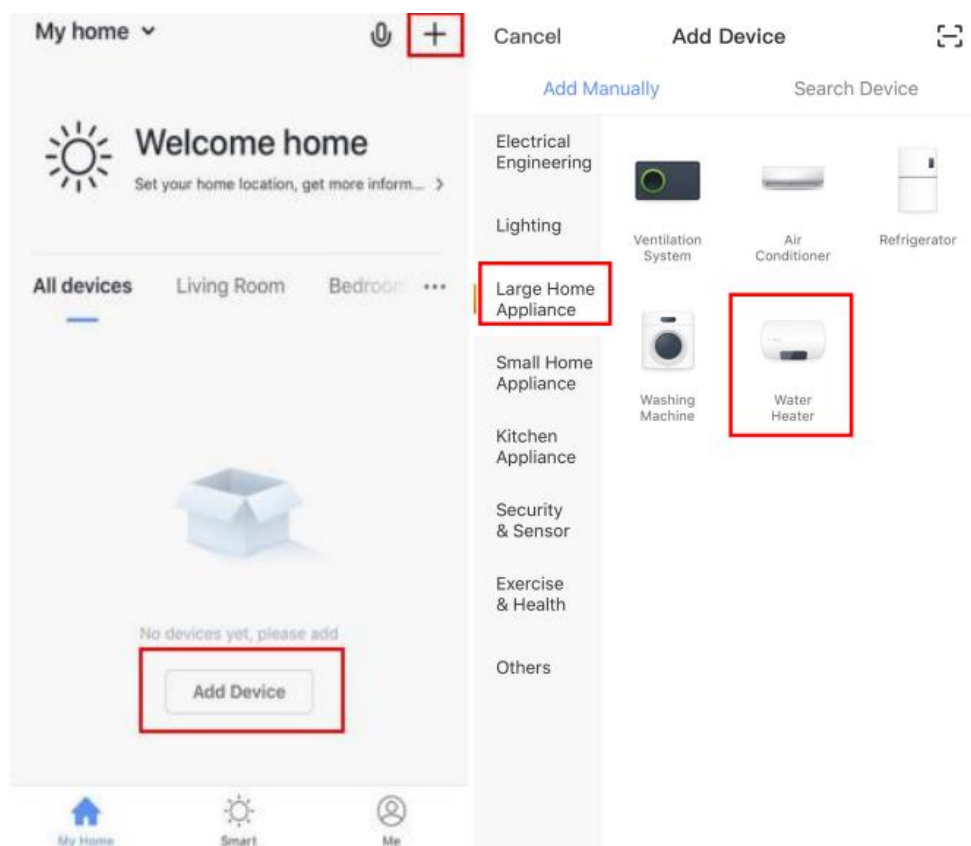 My home
Welcome home
Set your home location, get more inform... >
All devices Living Room Bedroom ...
No devices yet, please add
Add Device
My Home Smart Me
Cancel Add Device
Add Manually Search Device
Electrical
Engineering
Lighting
Large Home
Appliance
Small Home
Appliance
Kitchen
Appliance
Security
& Sensor
Exercise
& Health
Others
Ventilation
System
Air
Conditioner
Refrigerator
Washing
Machine
Water
Heater